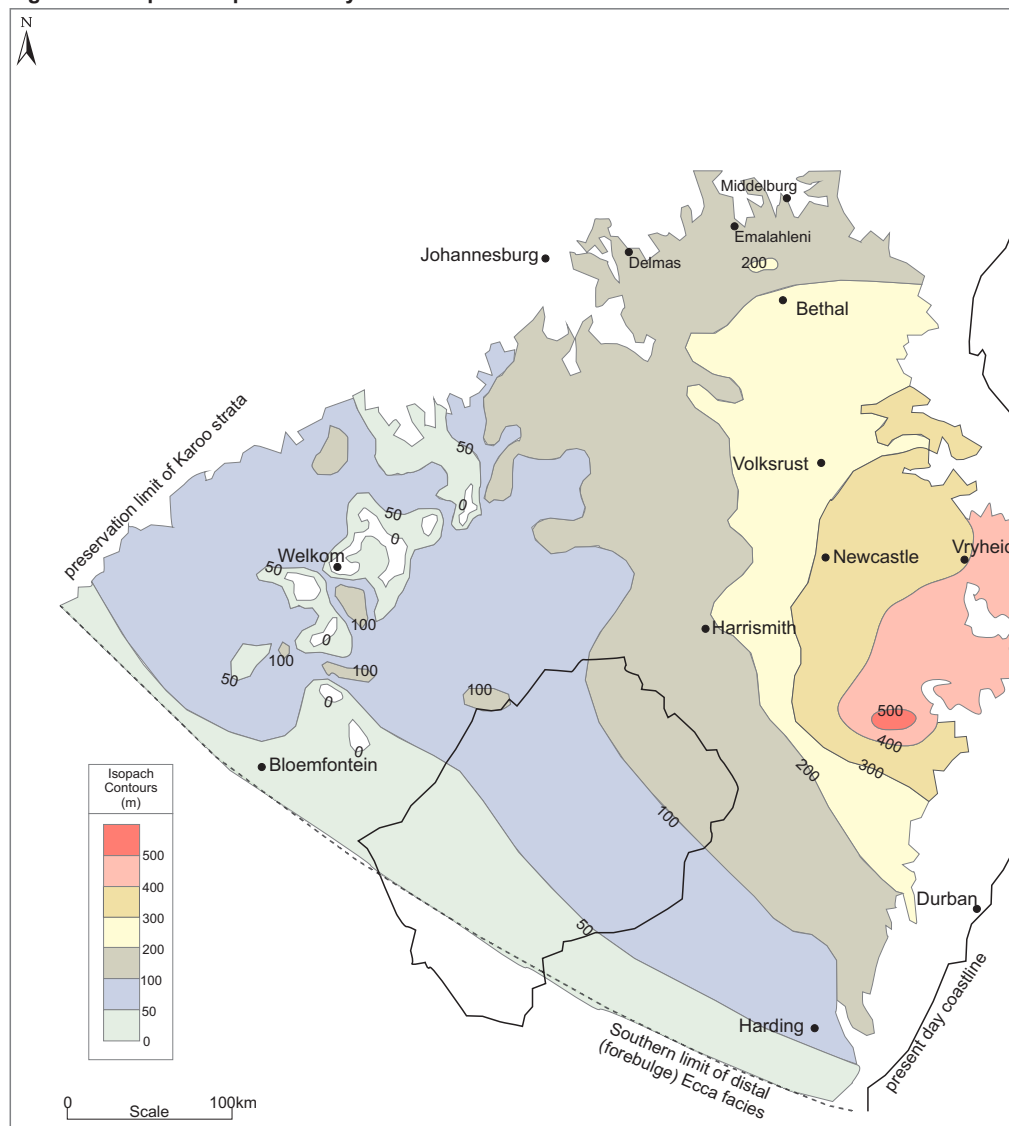 N
Middelburg
Emalahleni
Johannesburg
Delmas
200
Bethal
preservation limit of Karoo strata
50
Volksrust
0
50
0
Welkom
50
Newcastle
Vryheid
100
Harrismith
0
100
100
50
100
0
500
400
0
Bloemfontein
200
300
Isopach
Contours
(m)
100
500
400
300
Durban
200
50
100
50
0
Harding
present day coastline
Southern limit of distal
(forebulge) Ecca facies
0
100km
Scale